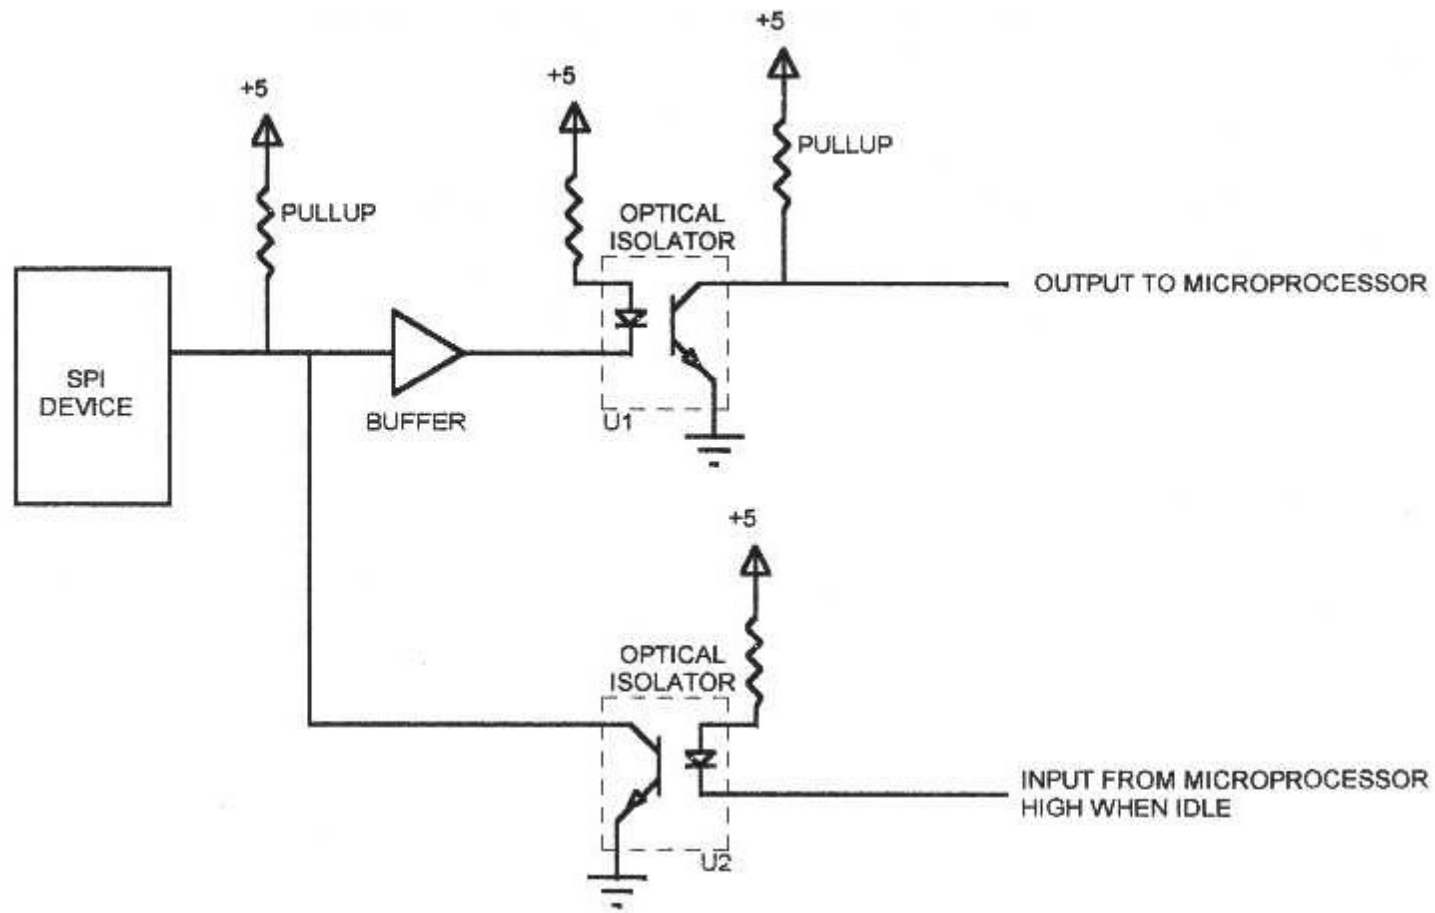 +5
+5
+5
PULLUP
PULLUP
OPTICAL
ISOLATOR
OUTPUT TO MICROPROCESSOR
SPI
DEVICE
BUFFER
U1
+5
OPTICAL
ISOLATOR
INPUT FROM MICROPROCESSOR
HIGH WHEN IDLE
U2